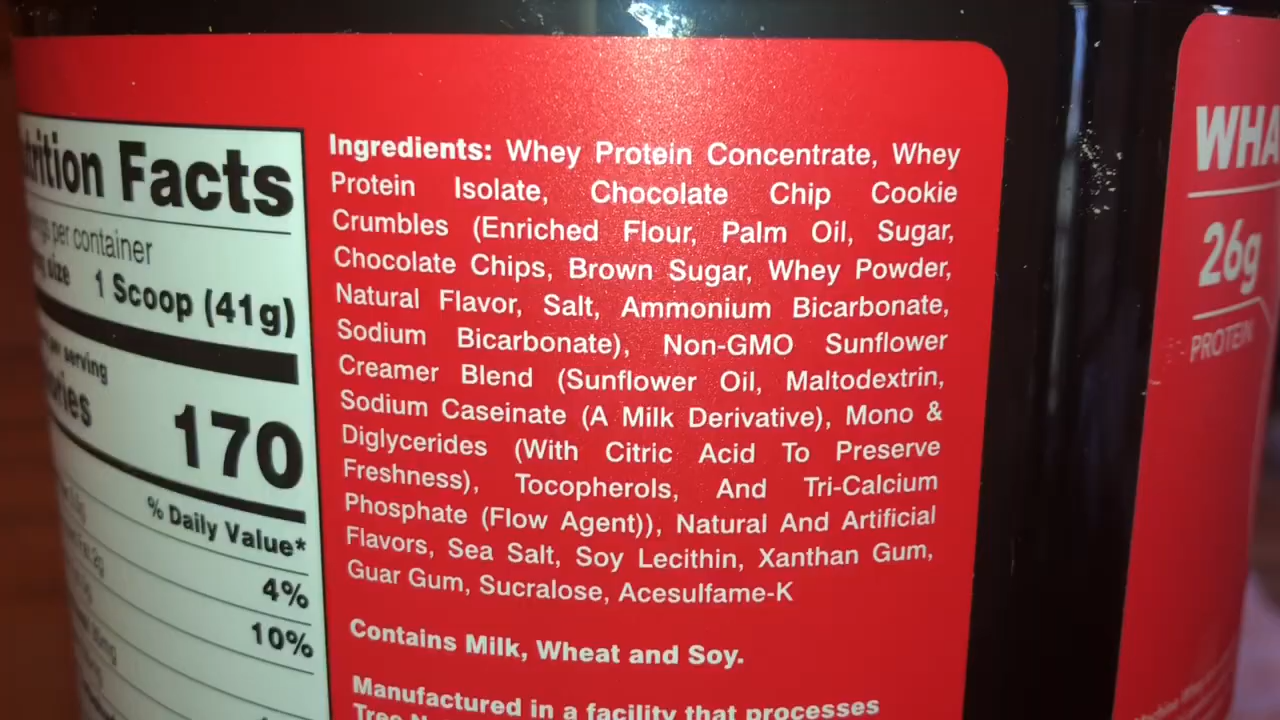 Nutrition Facts
per container
size 1 Scoop (41g)
per serving
170
% Daily Value*
4%
10%
Ingredients: Whey Protein Concentrate, Whey
Protein Isolate, Chocolate Chip Cookie
Crumbles (Enriched Flour, Palm Oil, Sugar,
Chocolate Chips, Brown Sugar, Whey Powder,
Natural Flavor, Salt, Ammonium Bicarbonate,
Sodium Bicarbonate), Non-GMO Sunflower
Creamer Blend (Sunflower Oil, Maltodextrin,
Sodium Caseinate (A Milk Derivative), Mono &
Diglycerides (With Citric Acid To Preserve
Freshness), Tocopherols, And Tri-Calcium
Phosphate (Flow Agent)), Natural And Artificial
Flavors, Sea Salt, Soy Lecithin, Xanthan Gum,
Guar Gum, Sucralose, Acesulfame-K
Contains Milk, Wheat and Soy.
Manufactured in a facility that processes
WHA
26g
PROTEIN